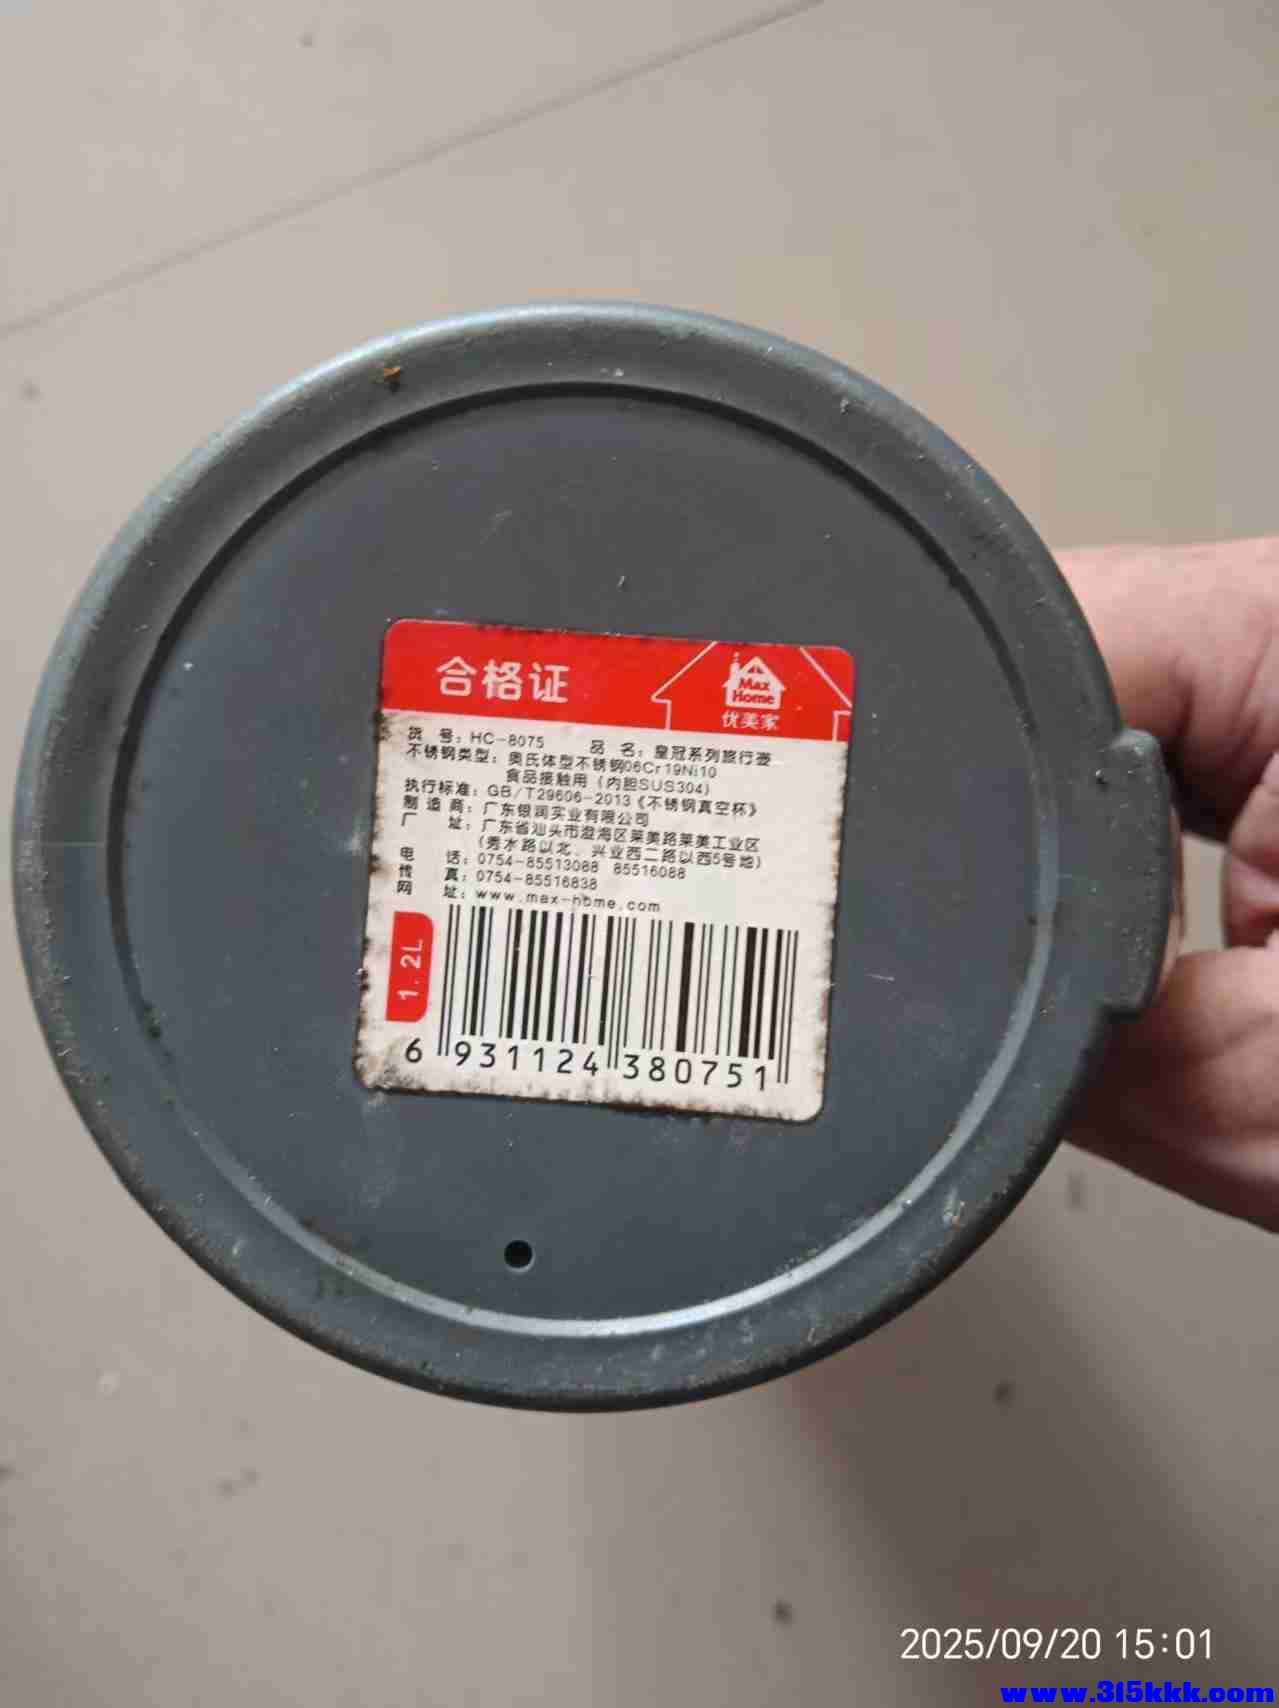 合格证
Max
Home
优美家
货 号：HC-8075 品 名：皇冠系列旅行壶
不锈钢类型：奥氏体型不锈钢06Cr19Ni10
食品接触用（内胆SUS304）
执行标准：GB/T29606-2013《不锈钢真空杯》
制 造 商：广东银润实业有限公司
厂 址：广东省汕头市澄海区莱美路莱美工业区
（秀水路以北、兴业西二路以西5号地）
电 话：0754-85513088 85516088
传 真：0754-85516838
网 址：www.max-home.com
1.2L
6 931124 380751
2025/09/20 15:01
www.315kkk.com